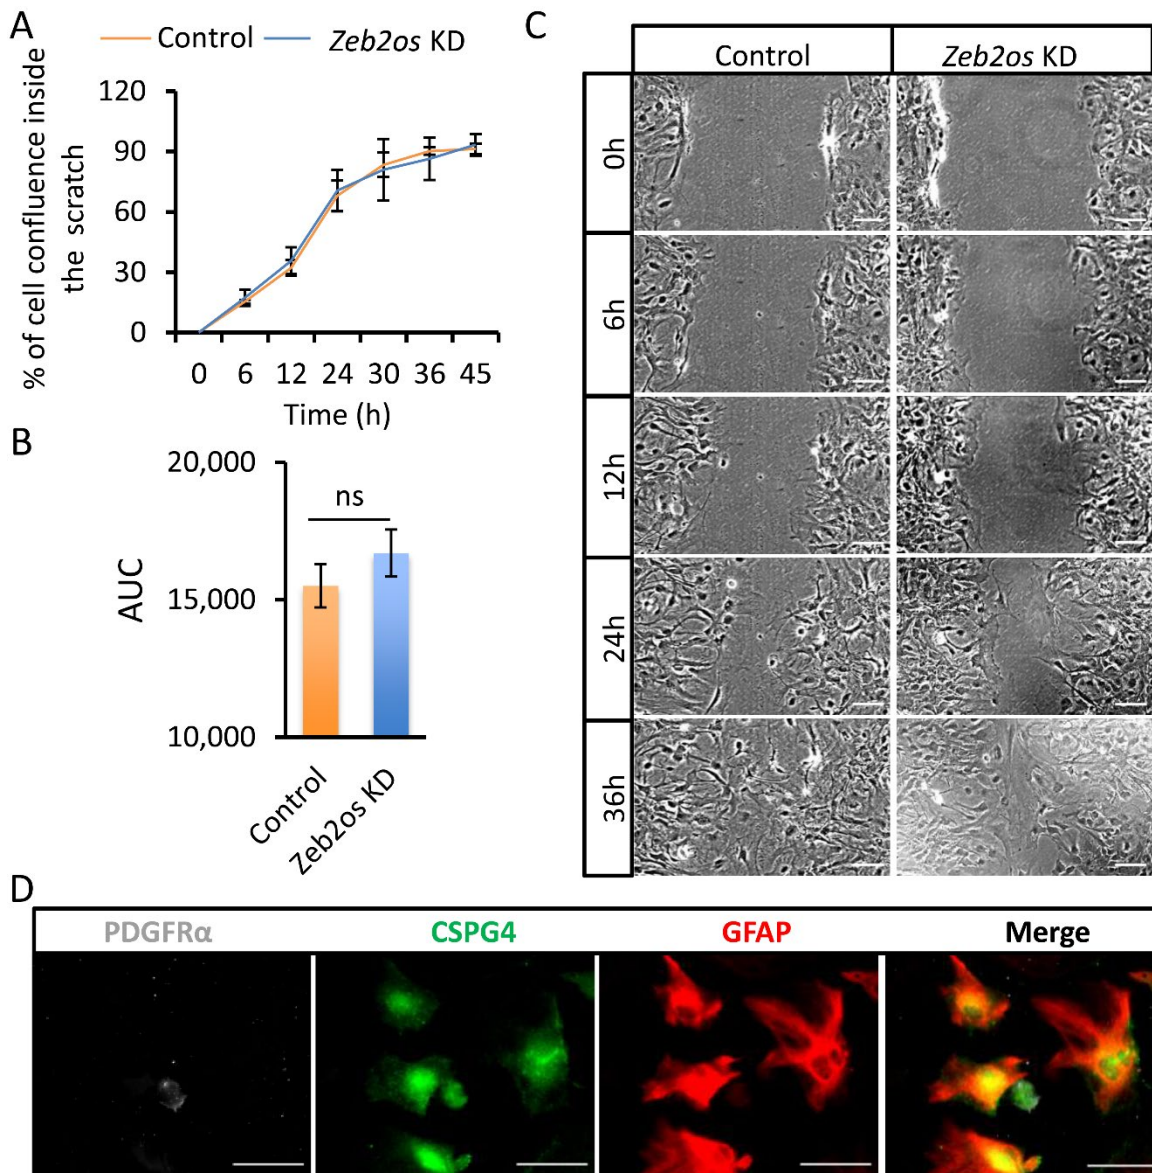 A
Control
Zeb2os KD
% of cell confluence inside
the scratch
120
90
60
30
0
0 6 12 24 30 36 45
Time (h)
B
20,000
15,000
10,000
AUC
ns
Control
Zeb2os KD
C
Control
Zeb2os KD
0h
6h
12h
24h
36h
D
PDGFRα
CSPG4
GFAP
Merge